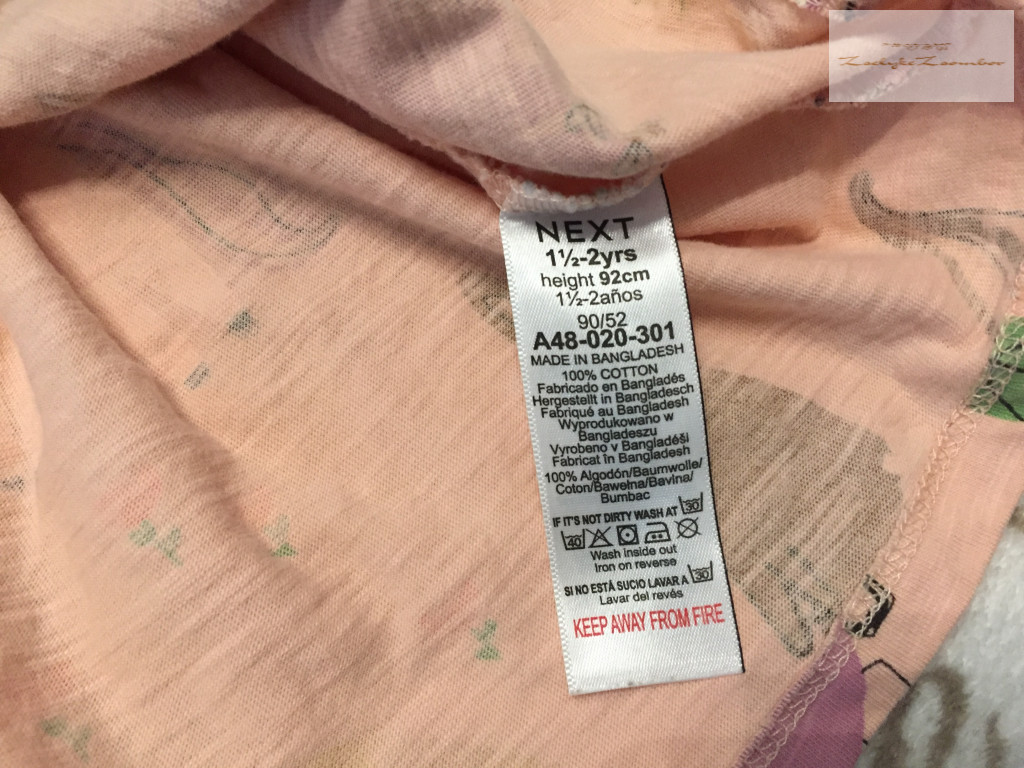 NEXT
1½-2yrs
height 92cm
1½-2años
90/52
A48-020-301
MADE IN BANGLADESH
100% COTTON
Fabricado en Bangladés
Hergestellt in Bangladesch
Fabriqué au Bangladesh
Wyprodukowano w
Bangladeszu
Vyrobeno v Bangladéši
Fabricat în Bangladesh
100% Algodón/Baumwolle/
Coton/Bawełna/Bavlna/
Bumbac
IF IT'S NOT DIRTY WASH AT 30
40
Wash inside out
Iron on reverse
SI NO ESTÁ SUCIO LAVAR A 30
Lavar del revés
KEEP AWAY FROM FIRE